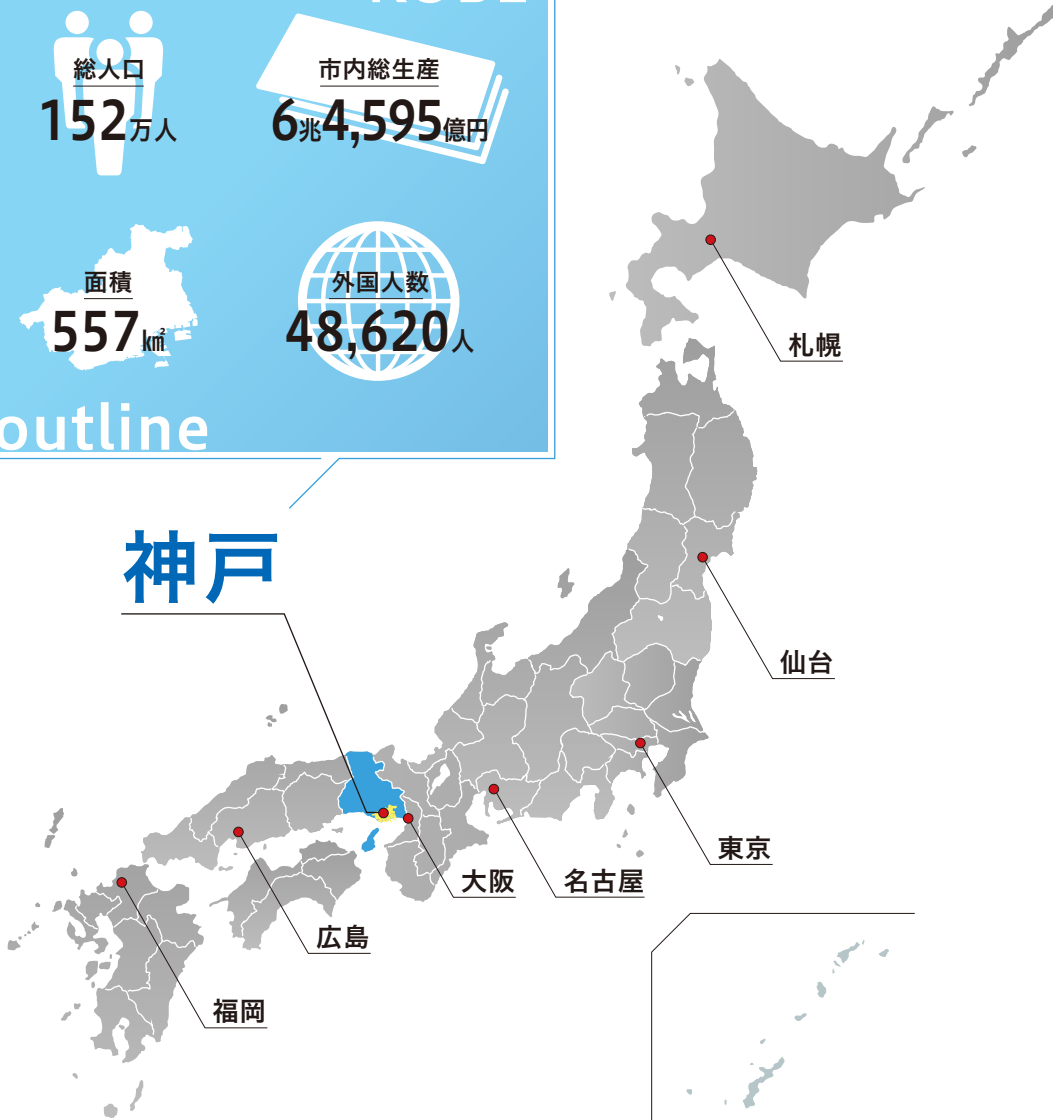 KOBE
総人口
152万人
市内総生産
6兆4,595億円
面積
557㎢
外国人数
48,620人
outline
神戸
札幌
仙台
東京
名古屋
大阪
広島
福岡